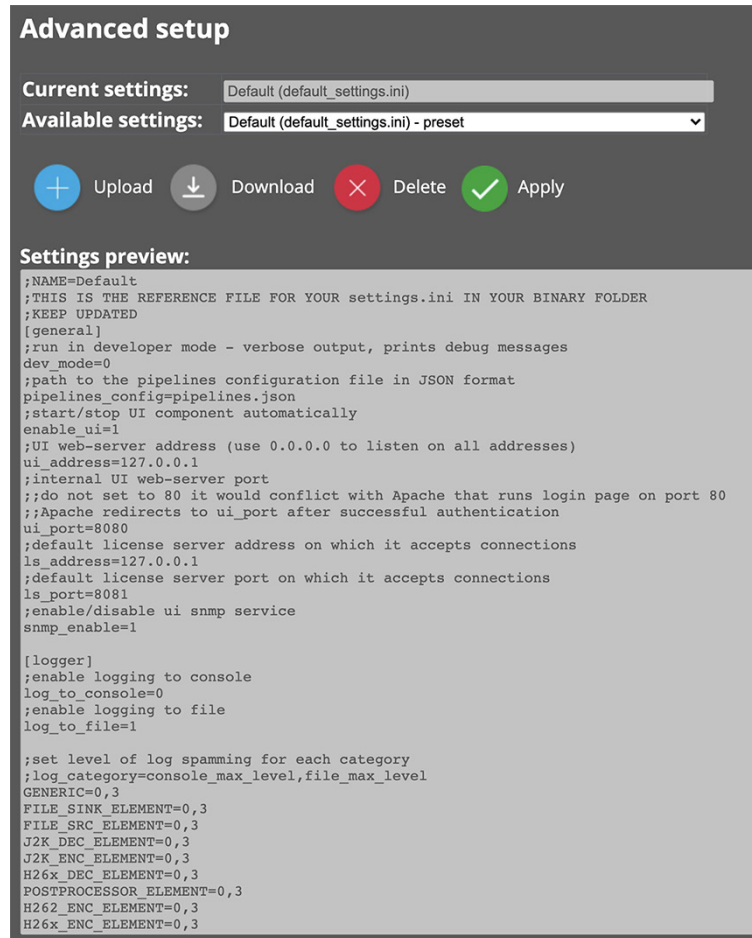 Advanced setup
Current settings: Default (default_settings.ini)
Available settings: Default (default_settings.ini) - preset
Upload Download Delete Apply
Settings preview:
;NAME=Default
;THIS IS THE REFERENCE FILE FOR YOUR settings.ini IN YOUR BINARY FOLDER
;KEEP UPDATED
[general]
;run in developer mode - verbose output, prints debug messages
dev_mode=0
;path to the pipelines configuration file in JSON format
pipelines_config=pipelines.json
;start/stop UI component automatically
enable_ui=1
;UI web-server address (use 0.0.0.0 to listen on all addresses)
ui_address=127.0.0.1
;internal UI web-server port
;;do not set to 80 it would conflict with Apache that runs login page on port 80
;;Apache redirects to ui_port after successful authentication
ui_port=8080
;default license server address on which it accepts connections
ls_address=127.0.0.1
;default license server port on which it accepts connections
ls_port=8081
;enable/disable ui snmp service
snmp_enable=1

[logger]
;enable logging to console
log_to_console=0
;enable logging to file
log_to_file=1

;set level of log spamming for each category
;log_category=console_max_level,file_max_level
GENERIC=0,3
FILE_SINK_ELEMENT=0,3
FILE_SRC_ELEMENT=0,3
J2K_DEC_ELEMENT=0,3
J2K_ENC_ELEMENT=0,3
H26x_DEC_ELEMENT=0,3
POSTPROCESSOR_ELEMENT=0,3
H262_ENC_ELEMENT=0,3
H26x_ENC_ELEMENT=0,3